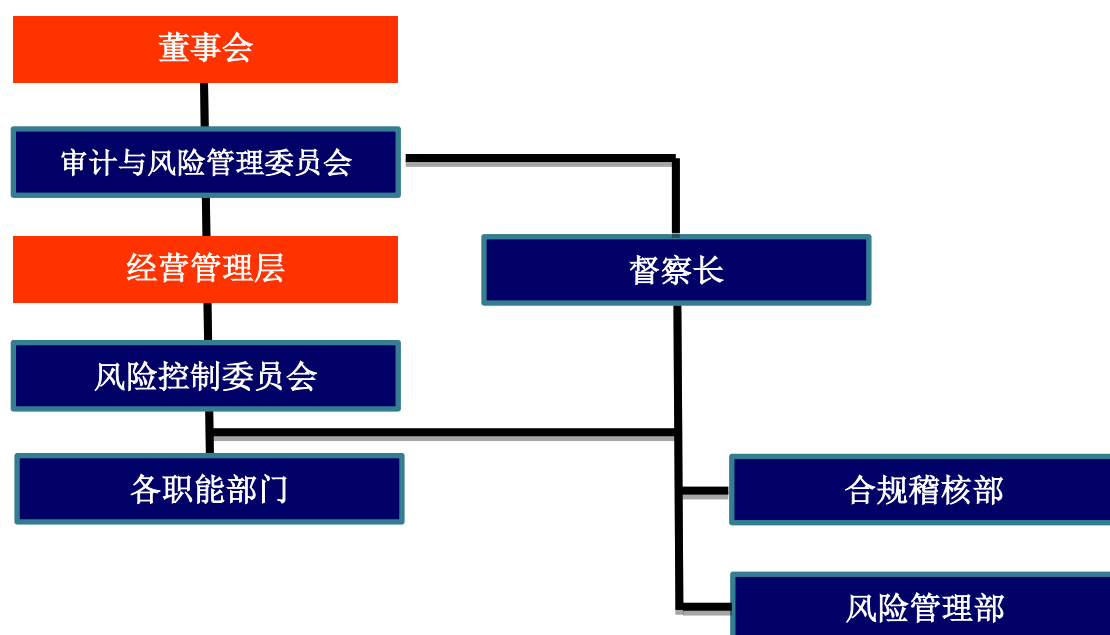 董事会
审计与风险管理委员会
经营管理层
督察长
风险控制委员会
各职能部门
合规稽核部
风险管理部